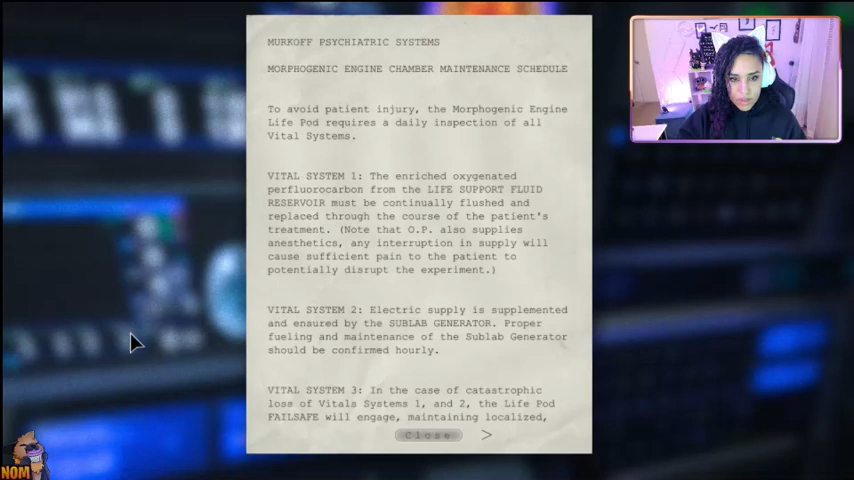 MURKOFF PSYCHIATRIC SYSTEMS
MORPHOGENIC ENGINE CHAMBER MAINTENANCE SCHEDULE
To avoid patient injury, the Morphogenic Engine
Life Pod requires a daily inspection of all
Vital Systems.
VITAL SYSTEM 1: The enriched oxygenated
perfluorocarbon from the LIFE SUPPORT FLUID
RESERVOIR must be continually flushed and
replaced through the course of the patient's
treatment. (Note that O.P. also supplies
anesthetics, any interruption in supply will
cause sufficient pain to the patient to
potentially disrupt the experiment.)
VITAL SYSTEM 2: Electric supply is supplemented
and ensured by the SUBLAB GENERATOR. Proper
fueling and maintenance of the Sublab Generator
should be confirmed hourly.
VITAL SYSTEM 3: In the case of catastrophic
loss of Vitals Systems 1, and 2, the Life Pod
FAILSAFE will engage, maintaining localized,
Close >
NOM